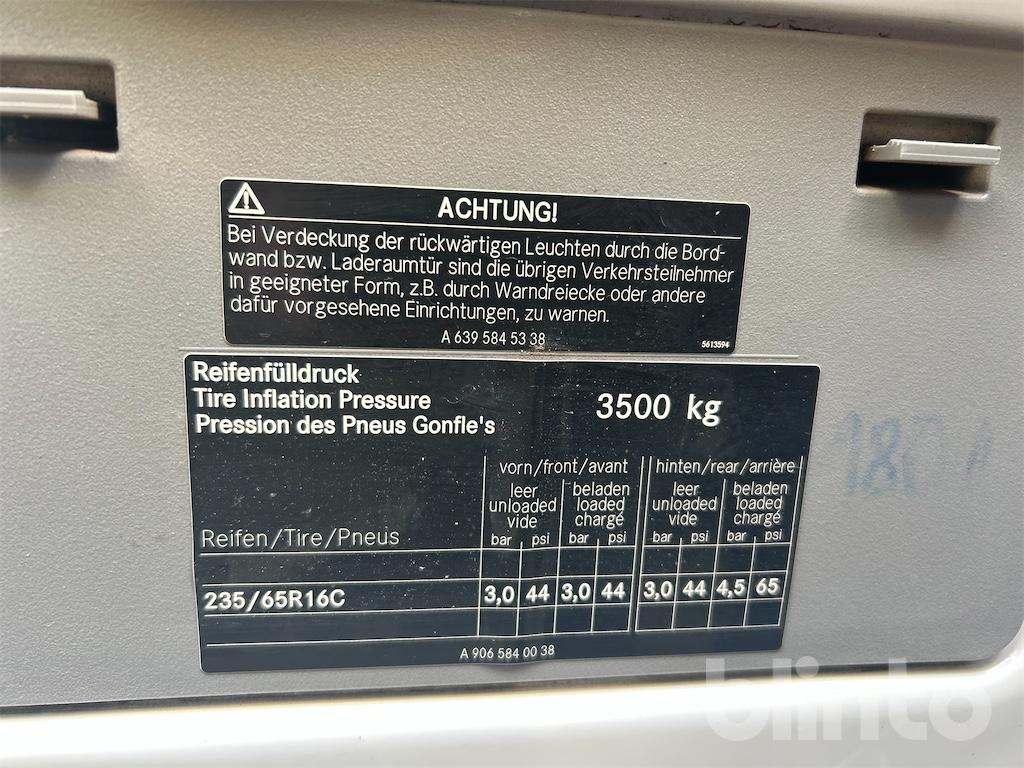 ACHTUNG!
Bei Verdeckung der rückwärtigen Leuchten durch die Bord-
wand bzw. Laderaumtür sind die übrigen Verkehrsteilnehmer
in geeigneter Form, z.B. durch Warndreiecke oder andere
dafür vorgesehene Einrichtungen, zu warnen.
A 639 584 53 38 5613594
Reifenfülldruck
Tire Inflation Pressure 3500 kg
Pression des Pneus Gonfle's
vorn/front/avant hinten/rear/arrière
leer beladen leer beladen
unloaded loaded unloaded loaded
vide chargé vide chargé
Reifen/Tire/Pneus bar psi bar psi bar psi bar psi
235/65R16C 3,0 44 3,0 44 3,0 44 4,5 65
A 906 584 00 38
blinto